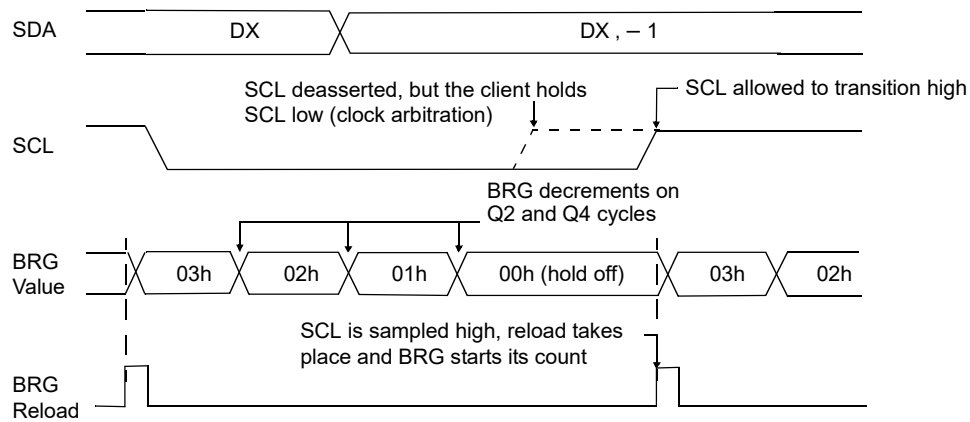 SDA
DX
DX , – 1
SCL deasserted, but the client holds
SCL low (clock arbitration)
SCL allowed to transition high
SCL
BRG decrements on
Q2 and Q4 cycles
BRG
Value
03h
02h
01h
00h (hold off)
03h
02h
SCL is sampled high, reload takes
place and BRG starts its count
BRG
Reload